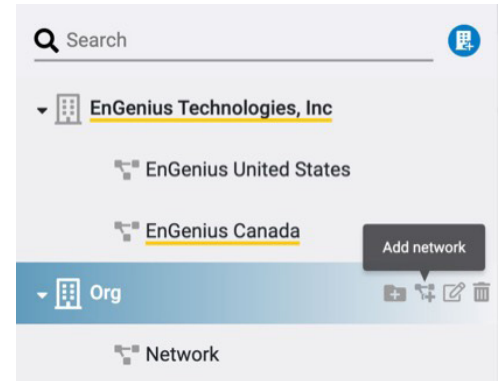 Search
EnGenius Technologies, Inc
EnGenius United States
EnGenius Canada
Add network
Org
Network